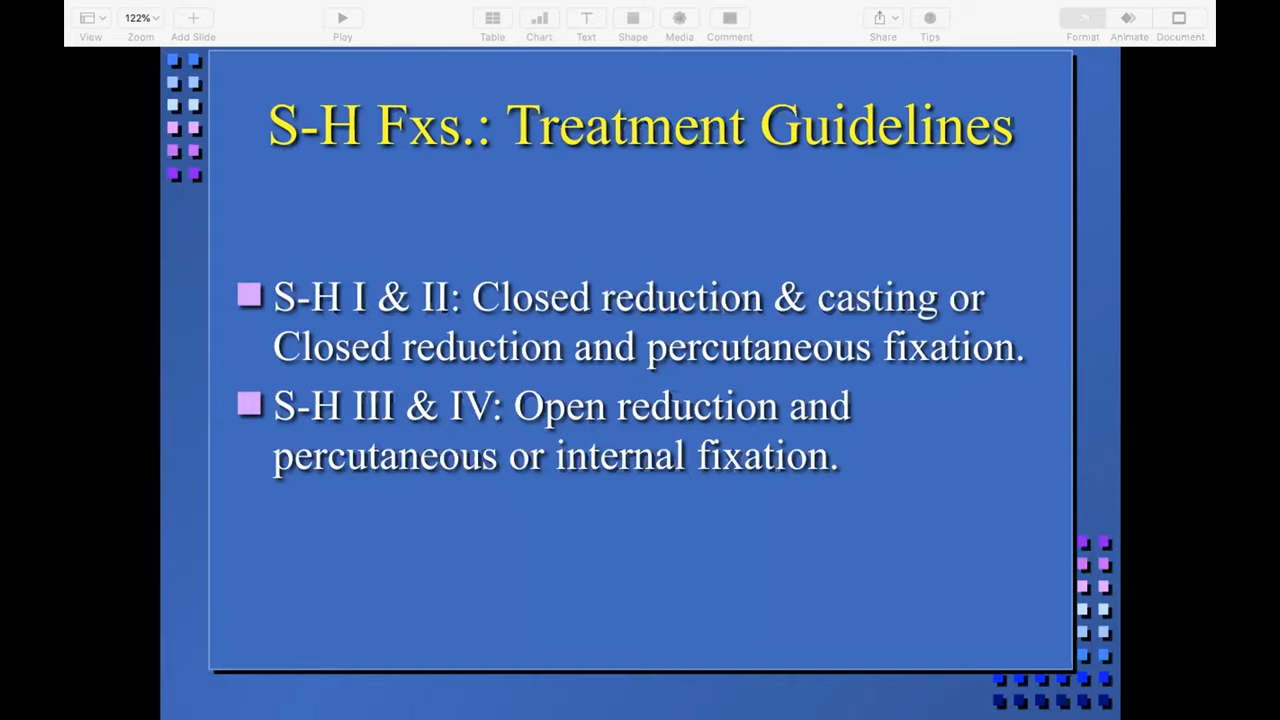 View
122%
Zoom
Add Slide
Play
Table
Chart
Text
Shape
Media
Comment
Share
Tips
Format
Animate
Document
S-H Fxs.: Treatment Guidelines
S-H I & II: Closed reduction & casting or
Closed reduction and percutaneous fixation.
S-H III & IV: Open reduction and
percutaneous or internal fixation.